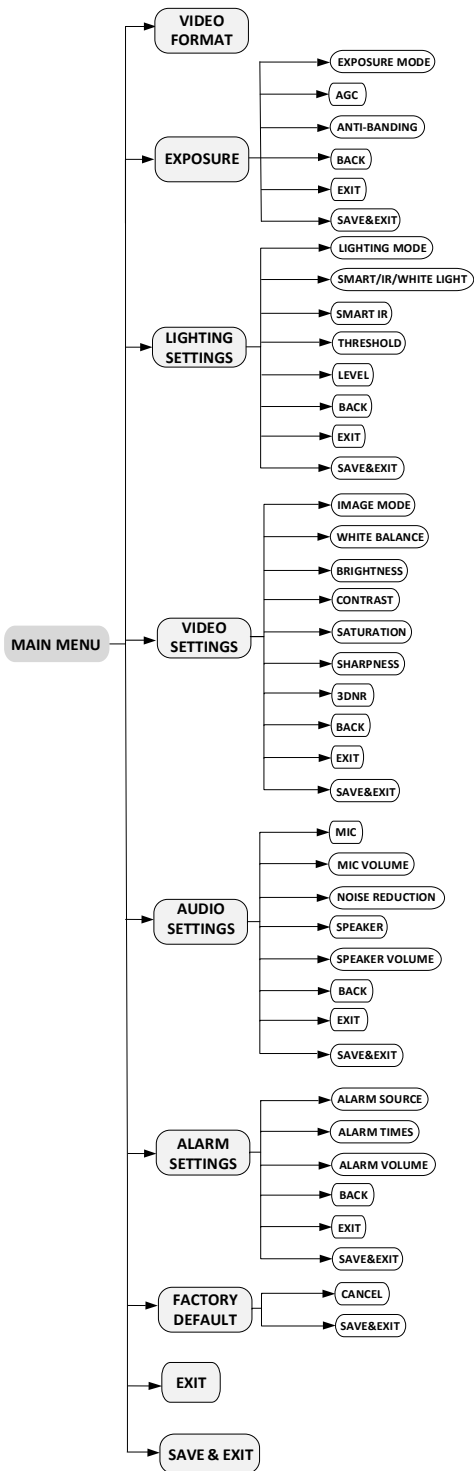 MAIN MENU
VIDEO
FORMAT
EXPOSURE
EXPOSURE MODE
AGC
ANTI-BANDING
BACK
EXIT
SAVE&EXIT
LIGHTING
SETTINGS
LIGHTING MODE
SMART/IR/WHITE LIGHT
SMART IR
THRESHOLD
LEVEL
BACK
EXIT
SAVE&EXIT
VIDEO
SETTINGS
IMAGE MODE
WHITE BALANCE
BRIGHTNESS
CONTRAST
SATURATION
SHARPNESS
3DNR
BACK
EXIT
SAVE&EXIT
AUDIO
SETTINGS
MIC
MIC VOLUME
NOISE REDUCTION
SPEAKER
SPEAKER VOLUME
BACK
EXIT
SAVE&EXIT
ALARM
SETTINGS
ALARM SOURCE
ALARM TIMES
ALARM VOLUME
BACK
EXIT
SAVE&EXIT
FACTORY
DEFAULT
CANCEL
SAVE&EXIT
EXIT
SAVE & EXIT